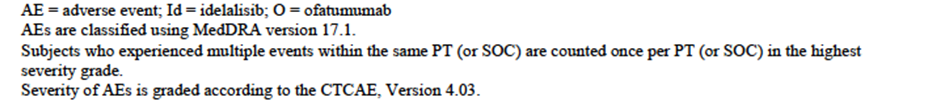 AE = adverse event; Id = idelalisib; O = ofatumumab
AEs are classified using MedDRA version 17.1.
Subjects who experienced multiple events within the same PT (or SOC) are counted once per PT (or SOC) in the highest
severity grade.
Severity of AEs is graded according to the CTCAE, Version 4.03.